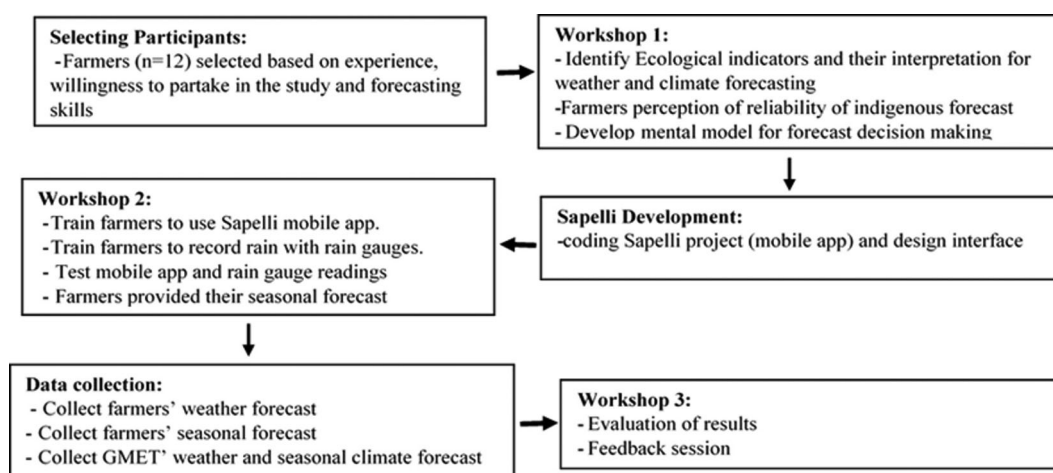 Selecting Participants:
-Farmers (n=12) selected based on experience,
willingness to partake in the study and forecasting
skills
Workshop 1:
- Identify Ecological indicators and their interpretation for
weather and climate forecasting
-Farmers perception of reliability of indigenous forecast
- Develop mental model for forecast decision making
Sapelli Development:
-coding Sapelli project (mobile app) and design interface
Workshop 2:
- Train farmers to use Sapelli mobile app.
- Train farmers to record rain with rain gauges.
- Test mobile app and rain gauge readings
- Farmers provided their seasonal forecast
Data collection:
- Collect farmers’ weather forecast
- Collect farmers’ seasonal forecast
- Collect GMET’ weather and seasonal climate forecast
Workshop 3:
- Evaluation of results
- Feedback session